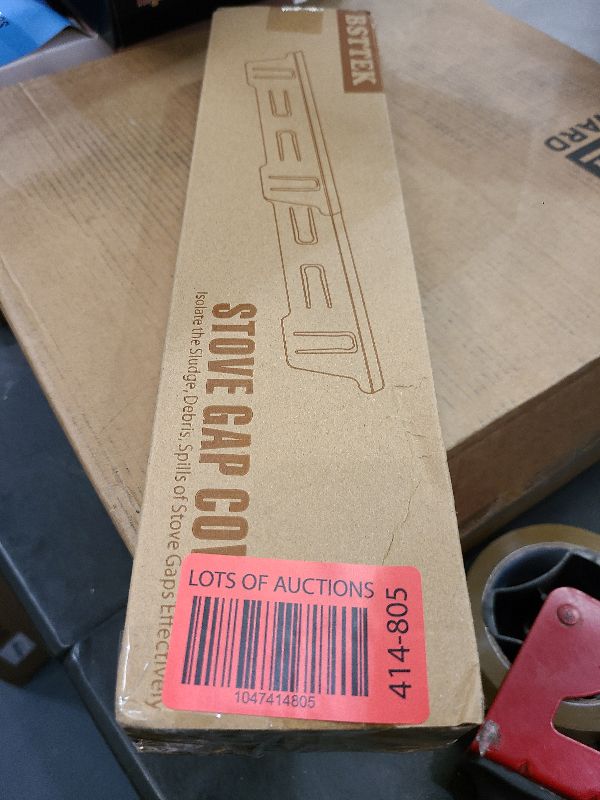 BSTTEK
STOVE GAP COV
Isolate the Sludge, Debris, Spills of Stove Gaps Effectively
LOTS OF AUCTIONS
1047414805
414-805
WARD